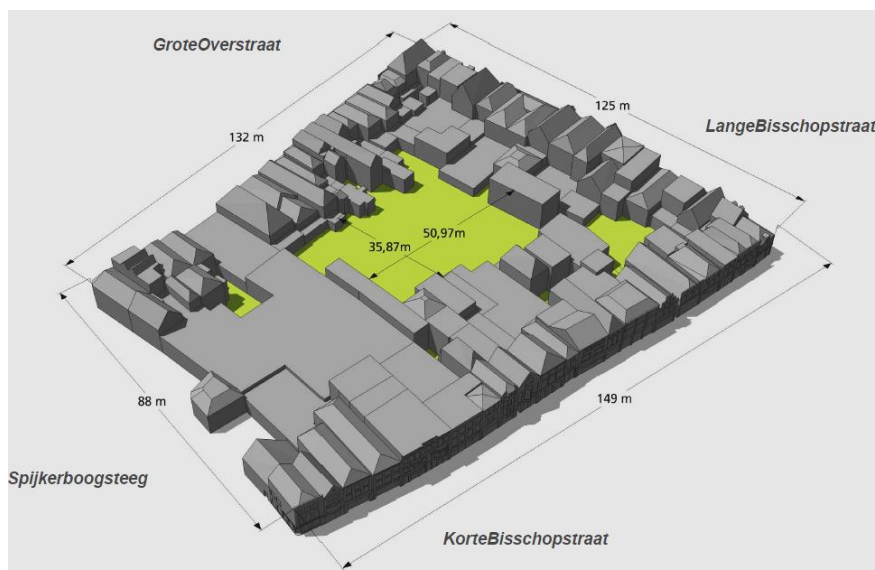 GroteOverstraat
125 m
LangeBisschopstraat
132 m
50,97m
35,87m
88 m
149 m
Spijkerboogsteeg
KorteBisschopstraat